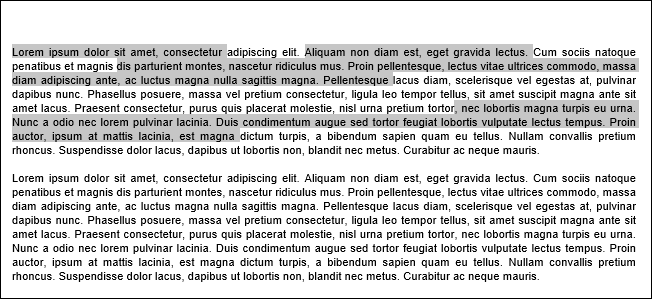 Lorem ipsum dolor sit amet, consectetur adipiscing elit. Aliquam non diam est, eget gravida lectus. Cum sociis natoque
penatibus et magnis dis parturient montes, nascetur ridiculus mus. Proin pellentesque, lectus vitae ultrices commodo, massa
diam adipiscing ante, ac luctus magna nulla sagittis magna. Pellentesque lacus diam, scelerisque vel egestas at, pulvinar
dapibus nunc. Phasellus posuere, massa vel pretium consectetur, ligula leo tempor tellus, sit amet suscipit magna ante sit
amet lacus. Praesent consectetur, purus quis placerat molestie, nisl urna pretium tortor, nec lobortis magna turpis eu urna.
Nunc a odio nec lorem pulvinar lacinia. Duis condimentum augue sed tortor feugiat lobortis vulputate lectus tempus. Proin
auctor, ipsum at mattis lacinia, est magna dictum turpis, a bibendum sapien quam eu tellus. Nullam convallis pretium
rhoncus. Suspendisse dolor lacus, dapibus ut lobortis non, blandit nec metus. Curabitur ac neque mauris.
Lorem ipsum dolor sit amet, consectetur adipiscing elit. Aliquam non diam est, eget gravida lectus. Cum sociis natoque
penatibus et magnis dis parturient montes, nascetur ridiculus mus. Proin pellentesque, lectus vitae ultrices commodo, massa
diam adipiscing ante, ac luctus magna nulla sagittis magna. Pellentesque lacus diam, scelerisque vel egestas at, pulvinar
dapibus nunc. Phasellus posuere, massa vel pretium consectetur, ligula leo tempor tellus, sit amet suscipit magna ante sit
amet lacus. Praesent consectetur, purus quis placerat molestie, nisl urna pretium tortor, nec lobortis magna turpis eu urna.
Nunc a odio nec lorem pulvinar lacinia. Duis condimentum augue sed tortor feugiat lobortis vulputate lectus tempus. Proin
auctor, ipsum at mattis lacinia, est magna dictum turpis, a bibendum sapien quam eu tellus. Nullam convallis pretium
rhoncus. Suspendisse dolor lacus, dapibus ut lobortis non, blandit nec metus. Curabitur ac neque mauris.